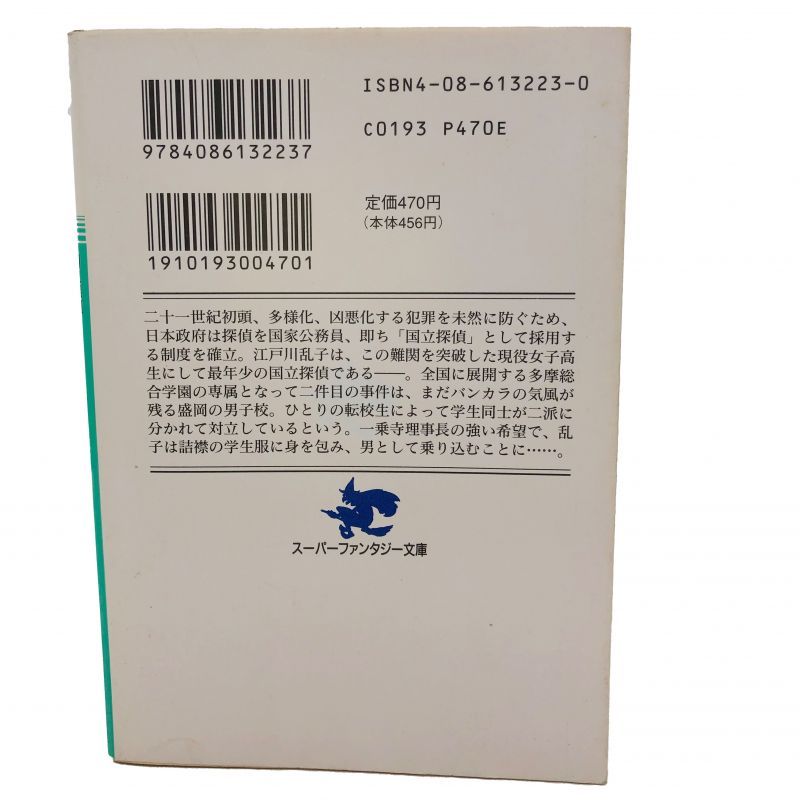 ISBN4-08-613223-0
C0193 P470E
9784086132237
定価470円
(本体456円)
1910193004701
二十一世紀初頭、多様化、凶悪化する犯罪を未然に防ぐため、
日本政府は探偵を国家公務員、即ち「国立探偵」として採用す
る制度を確立。江戸川乱子は、この難関を突破した現役女子高
生にして最年少の国立探偵である——。全国に展開する多摩総
合学園の専属となって二件目の事件は、まだバンカラの気風が
残る盛岡の男子校。ひとりの転校生によって学生同士が二派に
分かれて対立しているという。一乗寺理事長の強い希望で、乱
子は詰襟の学生服に身を包み、男として乗り込むことに……。
スーパーファンタジー文庫